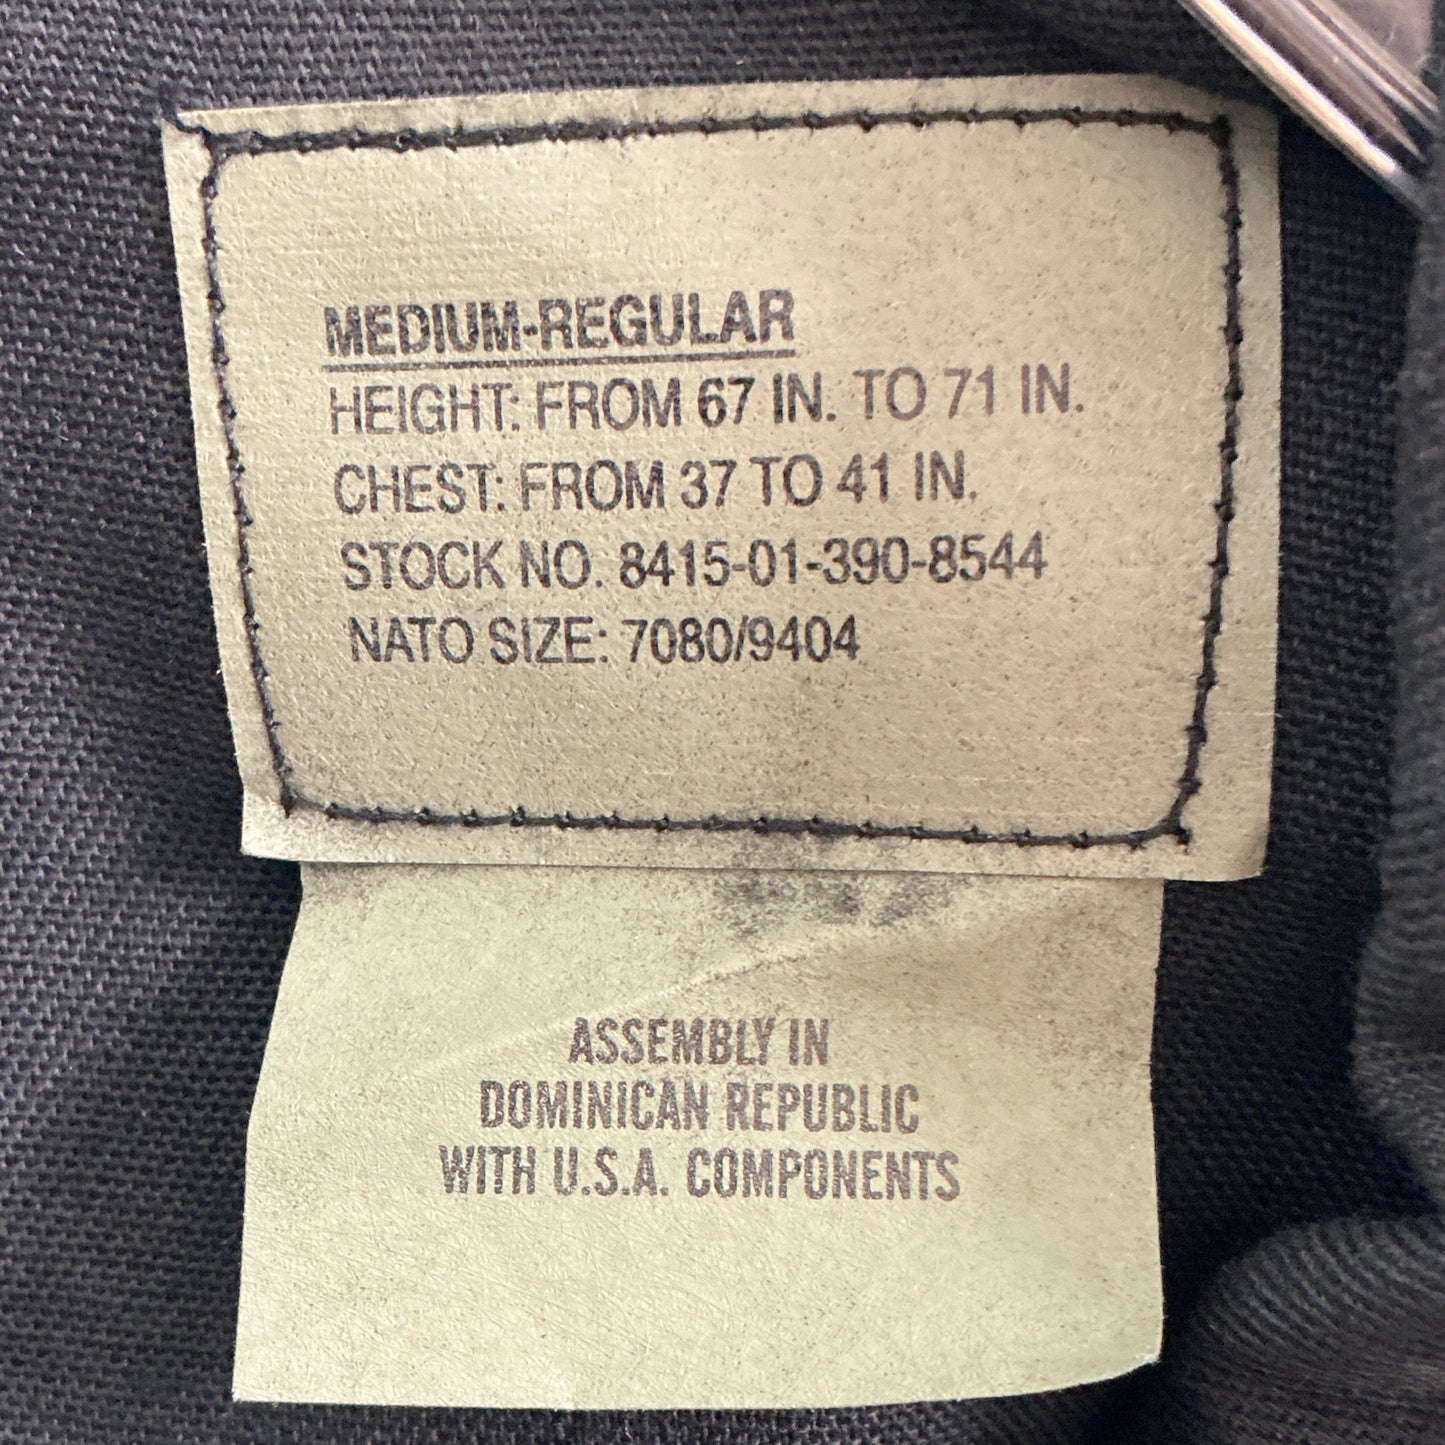 MEDIUM-REGULAR
HEIGHT: FROM 67 IN. TO 71 IN.
CHEST: FROM 37 TO 41 IN.
STOCK NO. 8415-01-390-8544
NATO SIZE: 7080/9404
ASSEMBLY IN
DOMINICAN REPUBLIC
WITH U.S.A. COMPONENTS